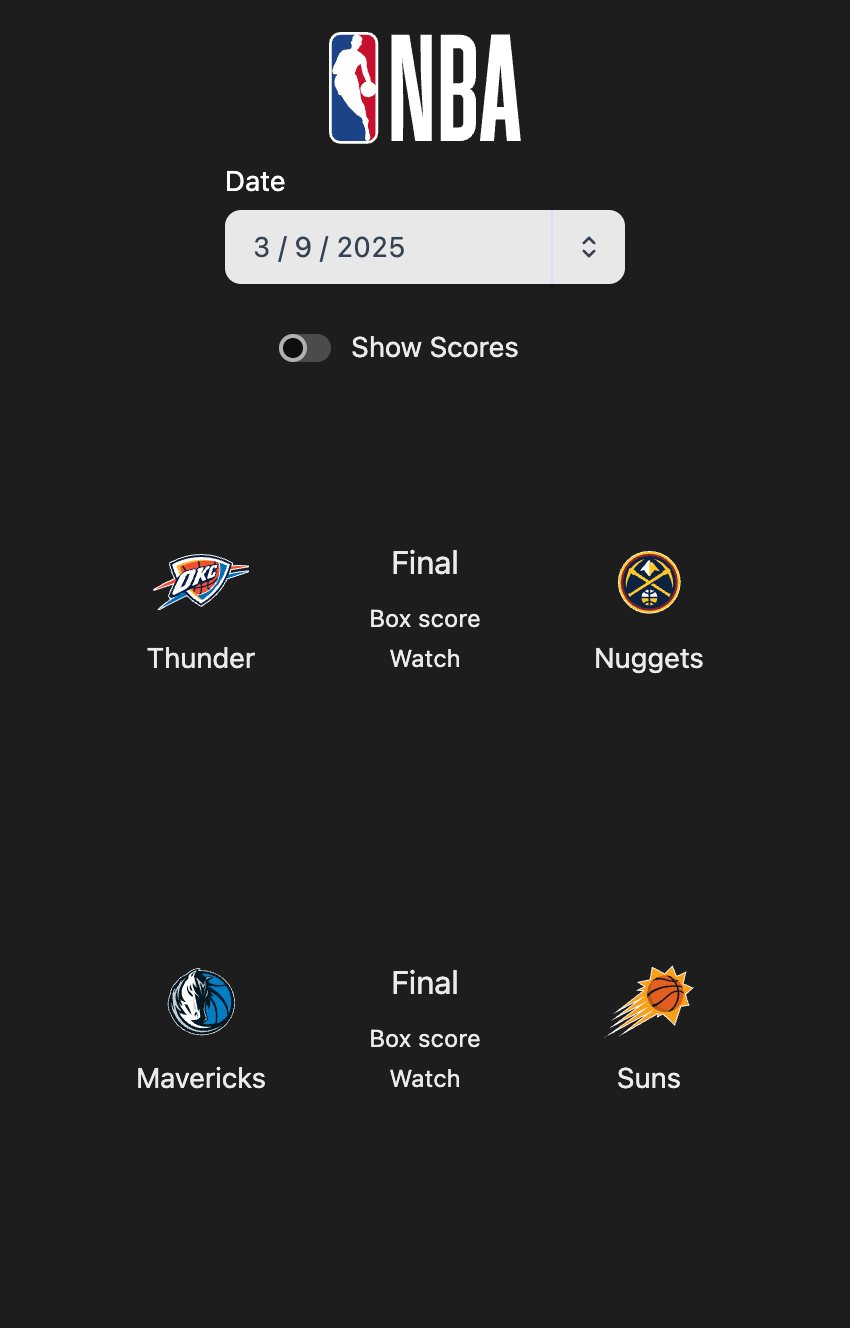 NBA
Date
3 / 9 / 2025
Show Scores
OKC
Final
Box score
Thunder
Watch
Nuggets
Final
Box score
Mavericks
Watch
Suns